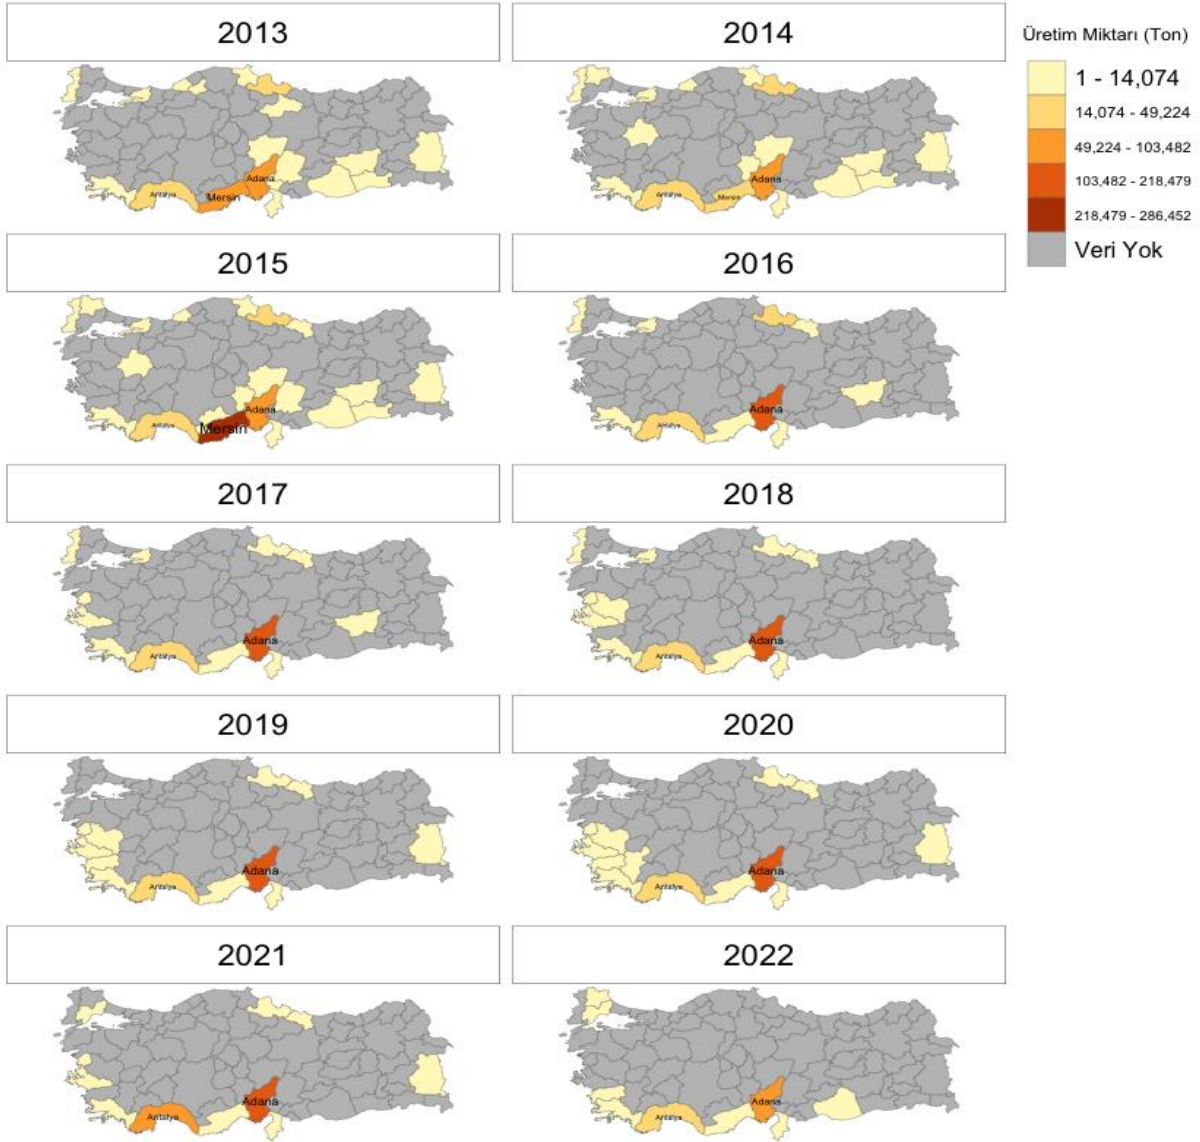 2013
2014
Üretim Miktarı (Ton)
1 - 14,074
14,074 - 49,224
49,224 - 103,482
103,482 - 218,479
218,479 - 286,452
Veri Yok
Antalya
Mersin
Adana
Antalya
Mersin
Adana
2015
2016
Antalya
Mersin
Adana
Antalya
Adana
2017
2018
Antalya
Adana
Antalya
Adana
2019
2020
Antalya
Adana
Antalya
Adana
2021
2022
Antalya
Adana
Antalya
Adana